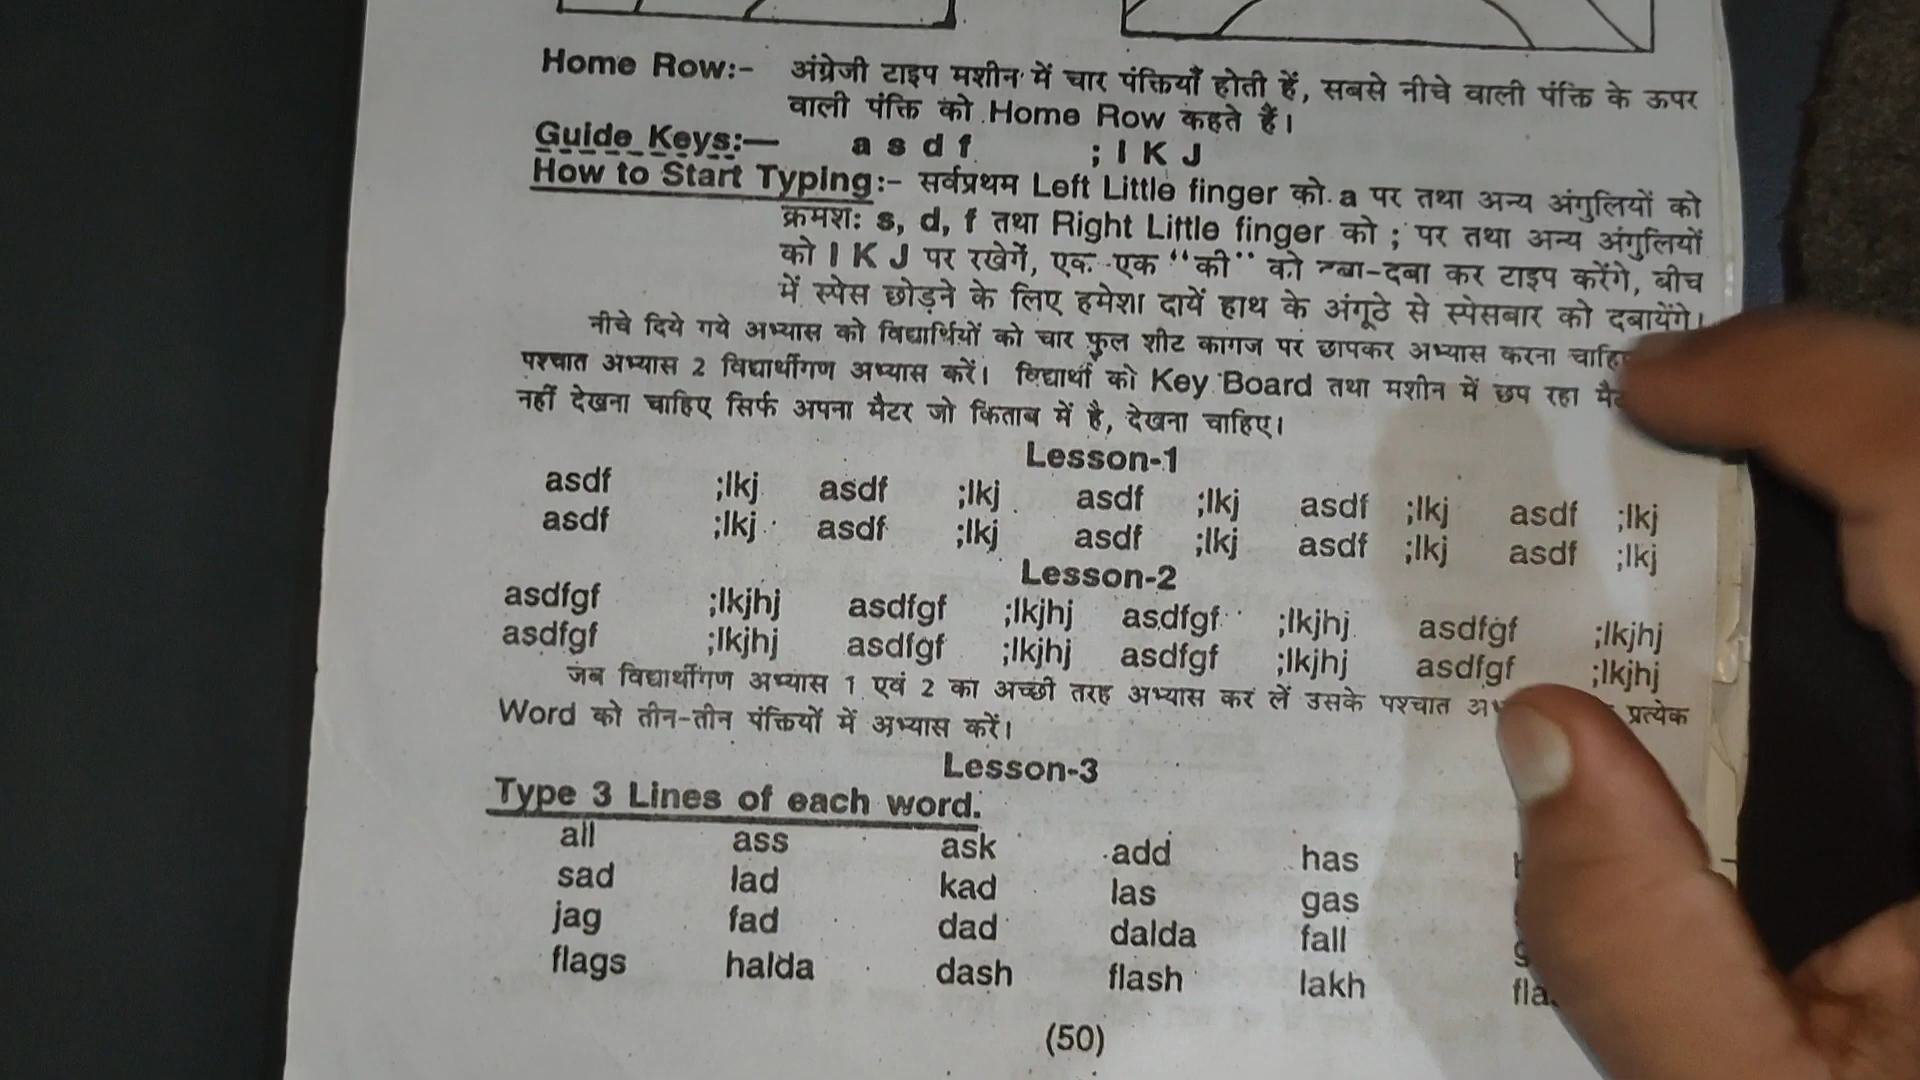 Home Row:- अंग्रेजी टाइप मशीन में चार पंक्तियाँ होती हें, सबसे नीचे वाली पंक्ति के ऊपर
वाली पंक्ति को Home Row कहते हैं।
Guide Keys:— a s d f ; l K J
How to Start Typing:- सर्वप्रथम Left Little finger को a पर तथा अन्य अंगुलियों को
क्रमश: s, d, f तथा Right Little finger को ; पर तथा अन्य अंगुलियों
को l K J पर रखेगें, एक-एक "की" को दबा-दबा कर टाइप करेंगे, बीच
में स्पेस छोड़ने के लिए हमेशा दायें हाथ के अंगूठे से स्पेसबार को दबायेंगे।
नीचे दिये गये अभ्यास को विद्यार्थियों को चार फुल शीट कागज पर छापकर अभ्यास करना
पश्चात अभ्यास 2 विद्यार्थीगण अभ्यास करें। विद्यार्थी को Key Board तथा मशीन में छप रहा
नहीं देखना चाहिए सिर्फ अपना मैटर जो किताब में है, देखना चाहिए।
Lesson-1
asdf ;lkj asdf ;lkj asdf ;lkj asdf ;lkj asdf ;lkj
asdf ;lkj asdf ;lkj asdf ;lkj asdf ;lkj asdf ;lkj
Lesson-2
asdfgf ;lkjhj asdfgf ;lkjhj asdfgf ;lkjhj asdfgf ;lkjhj
asdfgf ;lkjhj asdfgf ;lkjhj asdfgf ;lkjhj asdfgf ;lkjhj
जब विद्यार्थीगण अभ्यास 1 एवं 2 का अच्छी तरह अभ्यास कर लें उसके पश्चात प्रत्येक
Word को तीन-तीन पंक्तियों में अभ्यास करें।
Lesson-3
Type 3 Lines of each word.
all ass ask add has
sad lad kad las gas
jag fad dad dalda fall
flags halda dash flash lakh
(50)